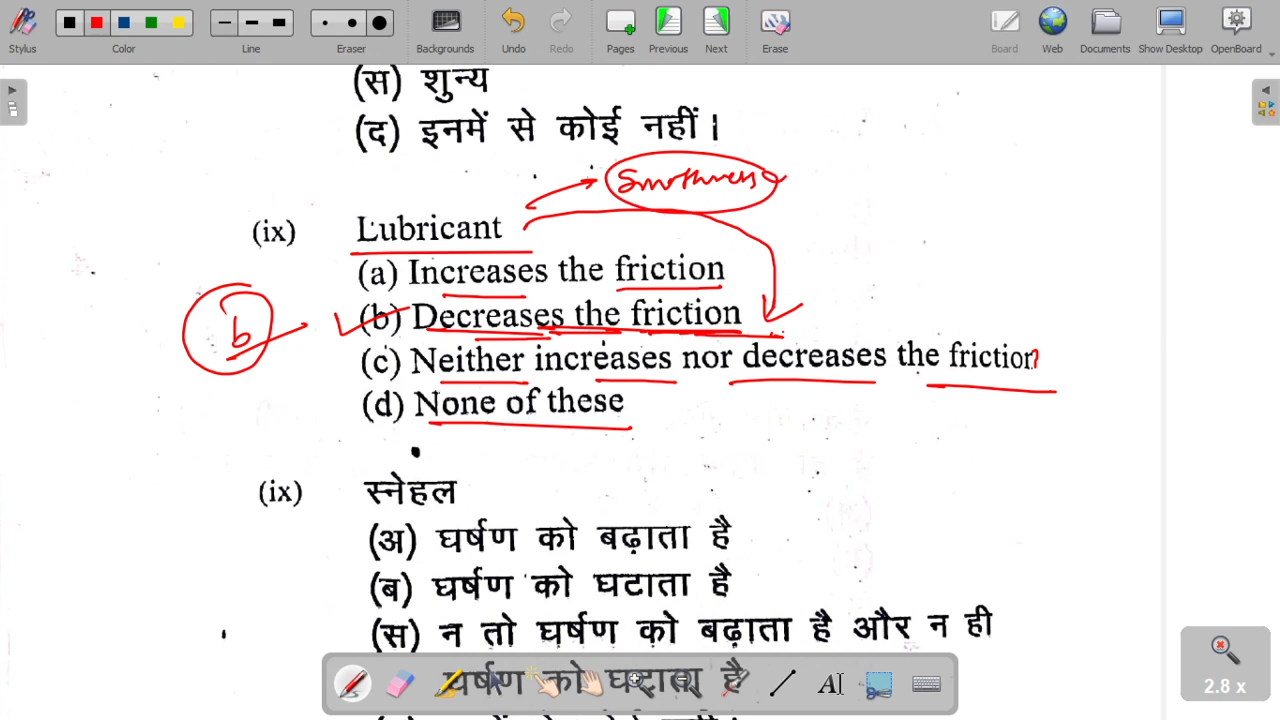 Stylus
Color
Line
Eraser
Backgrounds
Undo
Redo
Pages
Previous
Next
Erase
Board
Web
Documents
Show Desktop
OpenBoard
(स) शुन्य
(द) इनमें से कोई नहीं।
Smothness
(ix) Lubricant
(a) Increases the friction
b (b) Decreases the friction
(c) Neither increases nor decreases the friction
(d) None of these
(ix) स्नेहल
(अ) घर्षण को बढ़ाता है
(ब) घर्षण को घटाता है
(स) न तो घर्षण को बढ़ाता है और न ही
घर्षण को घटाता है
2.8 x